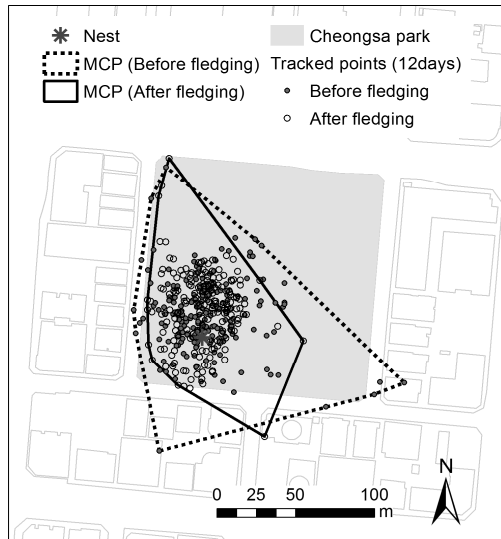 Nest
MCP (Before fledging)
MCP (After fledging)
Cheongsa park
Tracked points (12days)
Before fledging
After fledging
N
0 25 50 100
m